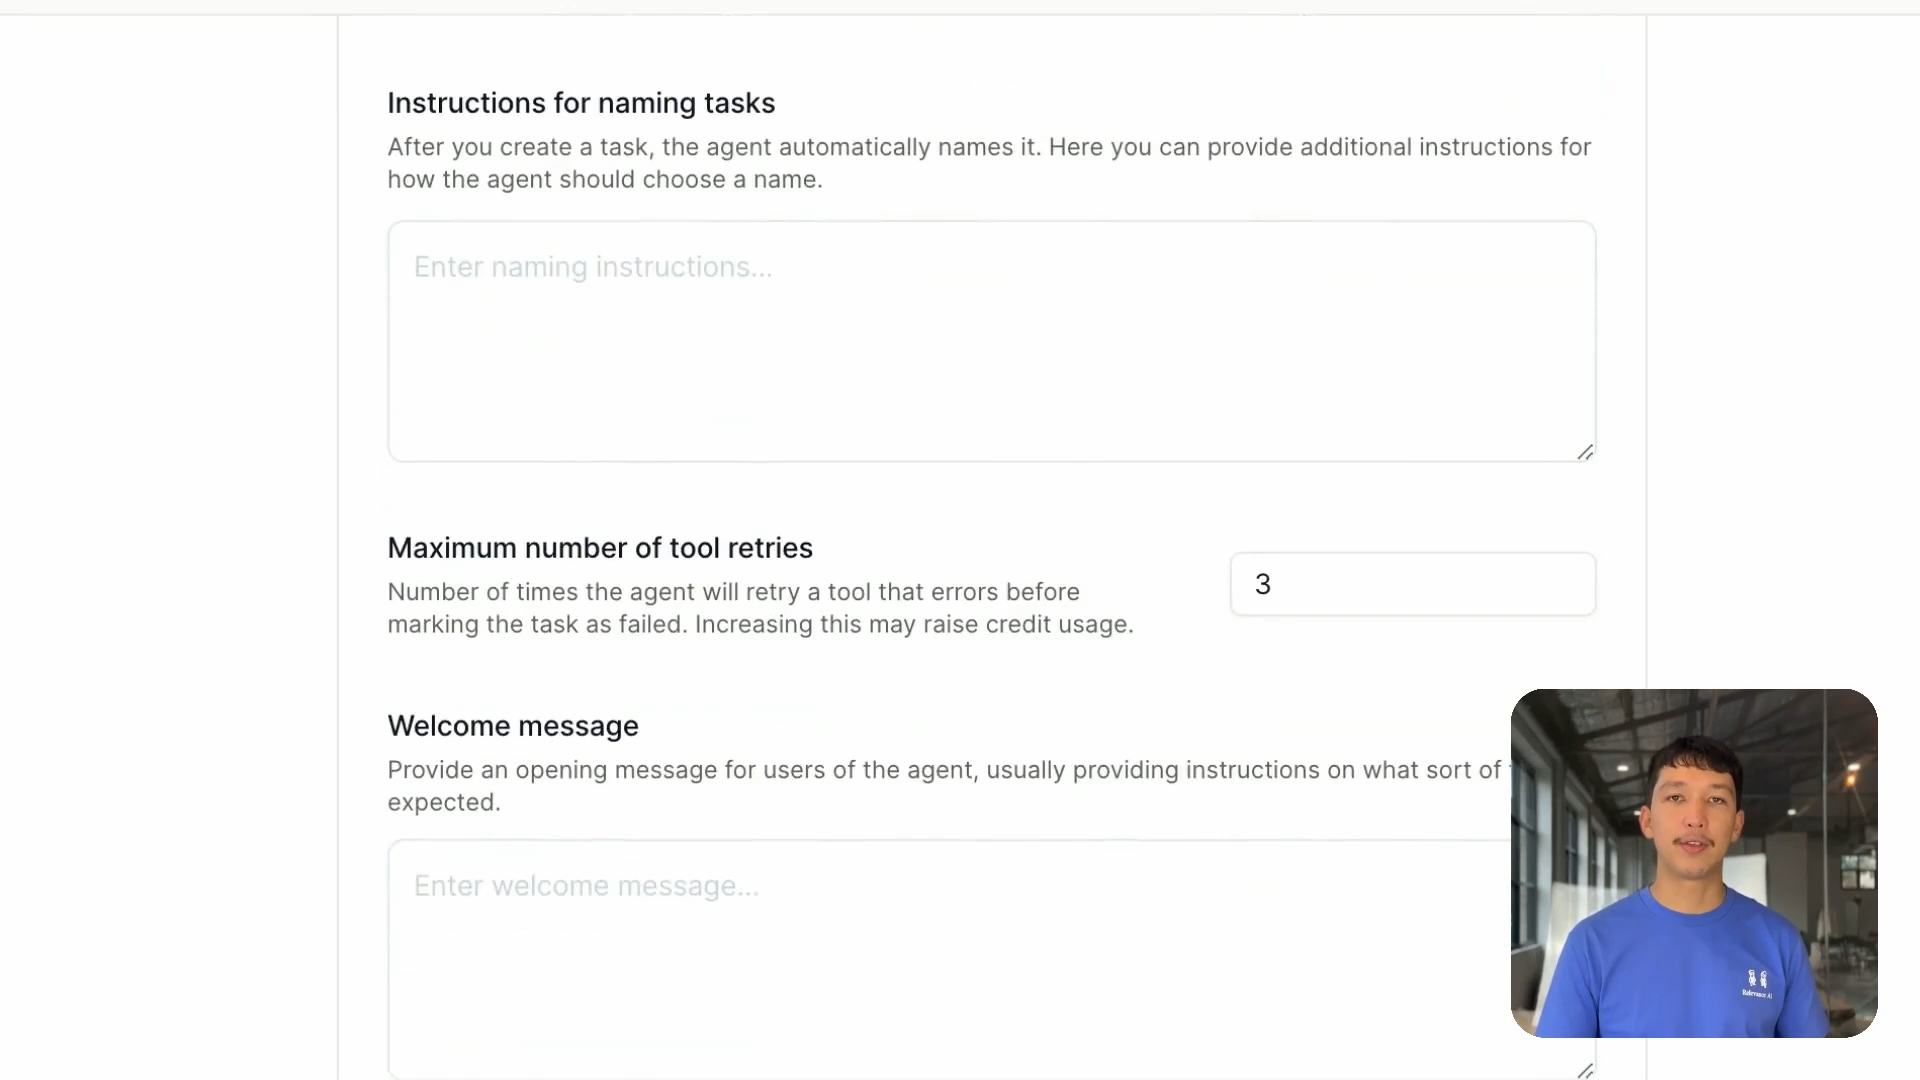 Instructions for naming tasks
After you create a task, the agent automatically names it. Here you can provide additional instructions for
how the agent should choose a name.
Enter naming instructions...
Maximum number of tool retries
Number of times the agent will retry a tool that errors before
marking the task as failed. Increasing this may raise credit usage.
3
Welcome message
Provide an opening message for users of the agent, usually providing instructions on what sort of
expected.
Enter welcome message...
Relevance AI